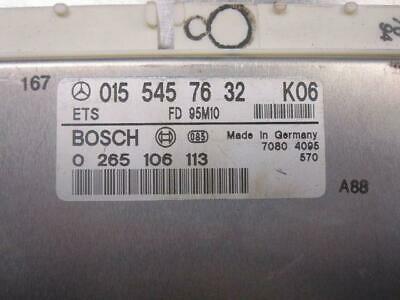 167
015 545 76 32 K06
ETS FD 95M10
BOSCH 085 Made in Germany
7080 4095
0 265 106 113 570
A88